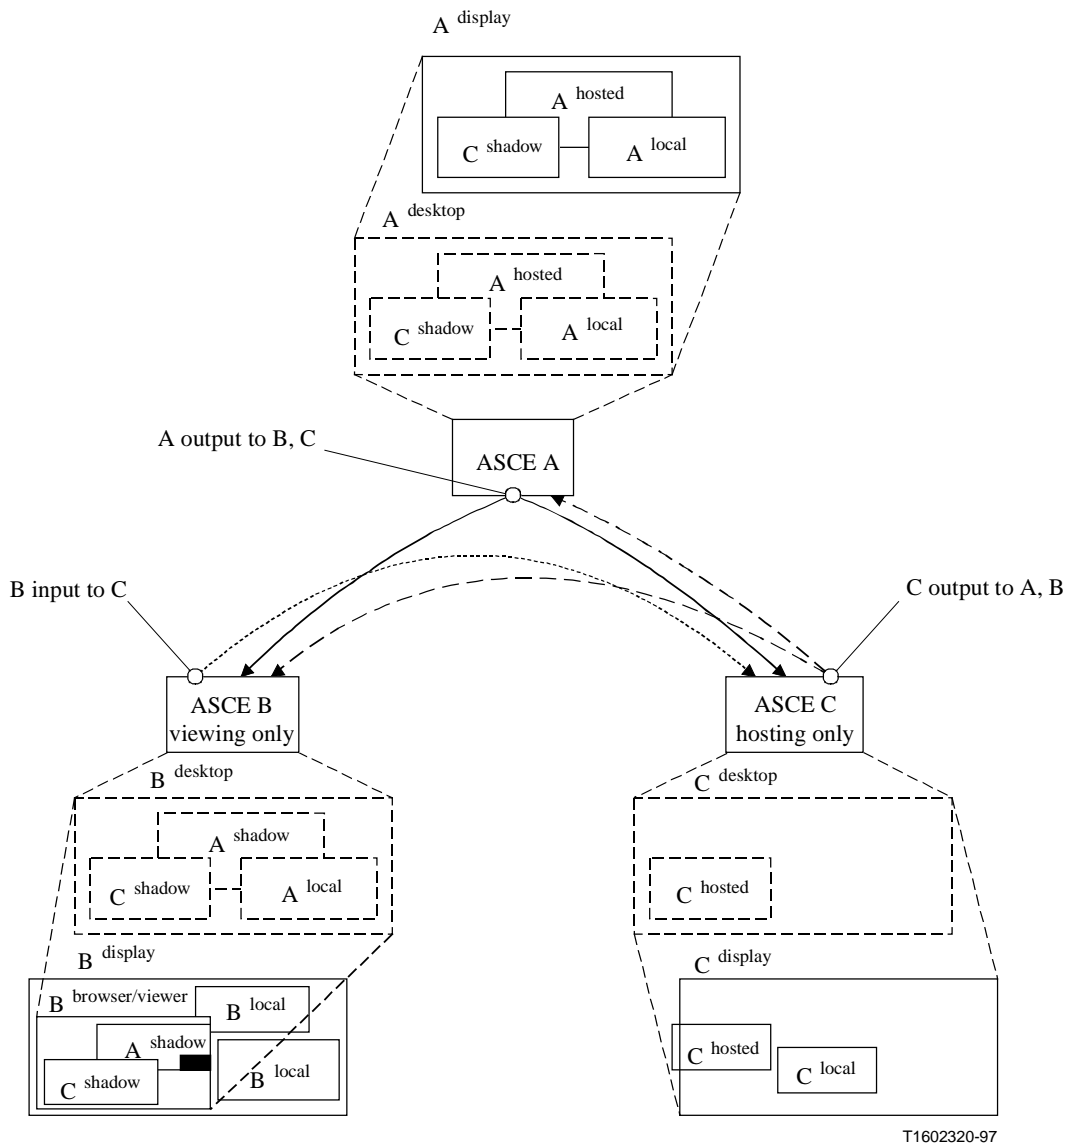 A display
A hosted
C shadow
A local
A desktop
A hosted
C shadow
A local
A output to B, C
ASCE A
B input to C
C output to A, B
ASCE B
viewing only
ASCE C
hosting only
B desktop
C desktop
A shadow
C shadow
A local
C hosted
B display
C display
B browser/viewer
B local
A shadow
C shadow
B local
C hosted
C local
T1602320-97